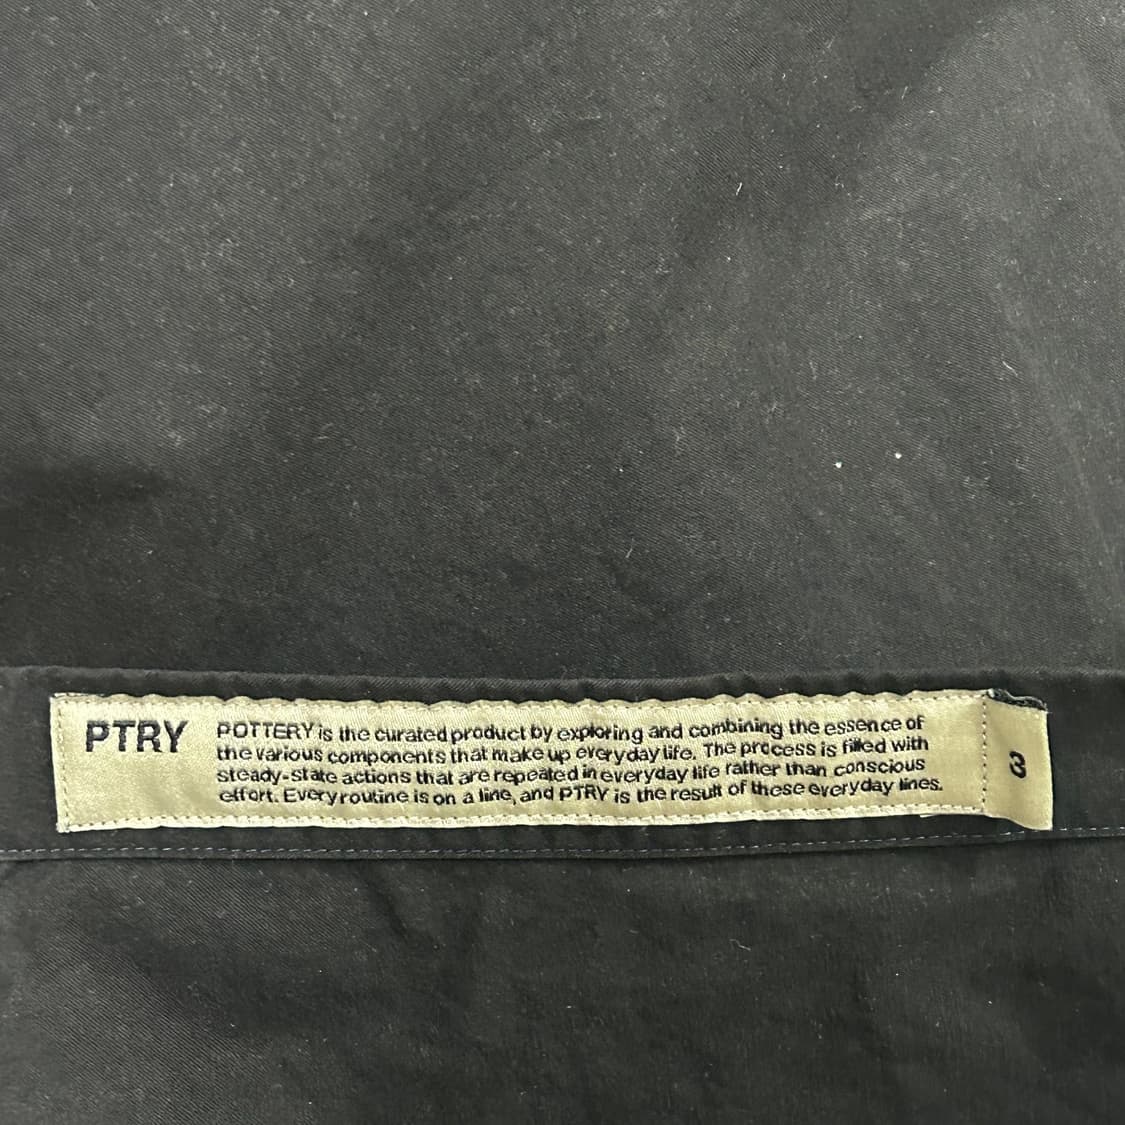 PTRY
POTTERY is the curated product by exploring and combining the essence of
the various components that make up everyday life. The process is filled with
steady-state actions that are repeated in everyday life rather than conscious
effort. Every routine is on a line, and PTRY is the result of these everyday lines.
3